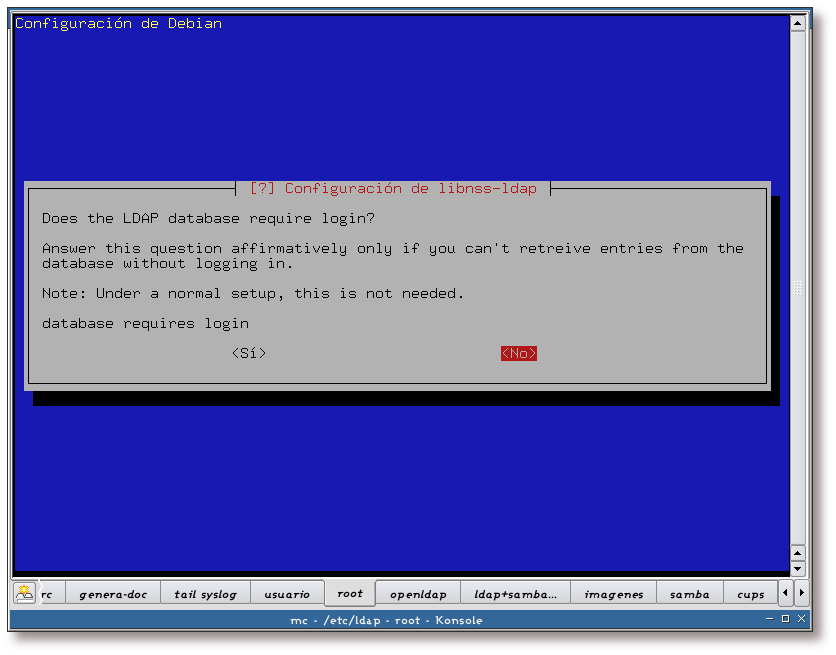 Configuración de Debian
[?] Configuración de libnss-ldap
Does the LDAP database require login?
Answer this question affirmatively only if you can't retreive entries from the
database without logging in.
Note: Under a normal setup, this is not needed.
database requires login
<Sí> <No>
rc genera-doc tail syslog usuario root openldap ldap+samba... imagenes samba cups
mc - /etc/ldap - root - Konsole